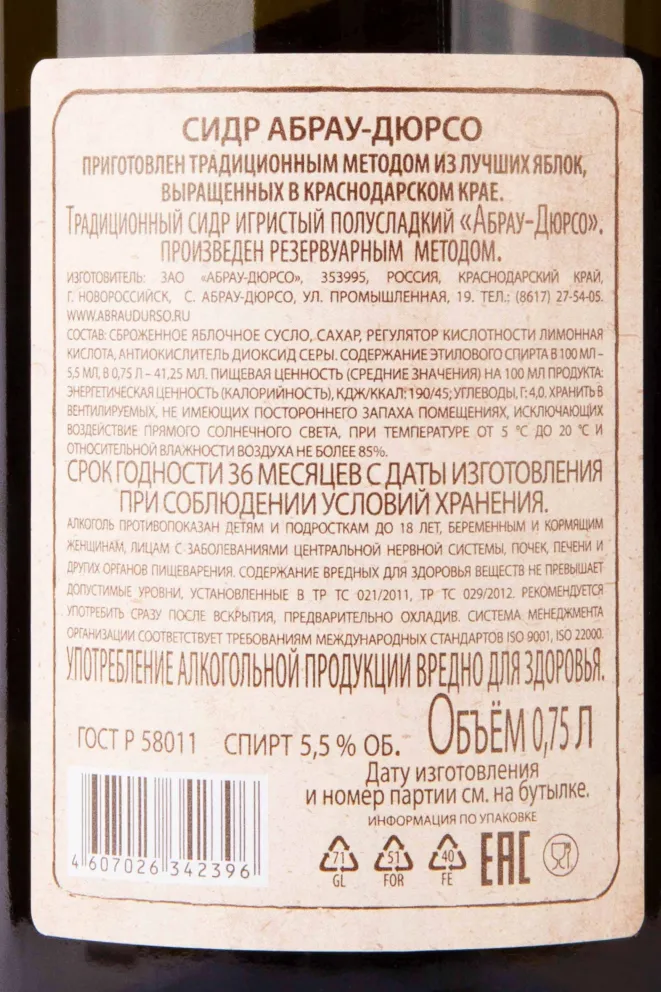 СИДР АБРАУ-ДЮРСО
ПРИГОТОВЛЕН ТРАДИЦИОННЫМ МЕТОДОМ ИЗ ЛУЧШИХ ЯБЛОК,
ВЫРАЩЕННЫХ В КРАСНОДАРСКОМ КРАЕ.
ТРАДИЦИОННЫЙ СИДР ИГРИСТЫЙ ПОЛУСЛАДКИЙ «АБРАУ-ДЮРСО».
ПРОИЗВЕДЕН РЕЗЕРВУАРНЫМ МЕТОДОМ.
ИЗГОТОВИТЕЛЬ: ЗАО «АБРАУ-ДЮРСО», 353995, РОССИЯ, КРАСНОДАРСКИЙ КРАЙ,
Г. НОВОРОССИЙСК, С. АБРАУ-ДЮРСО, УЛ. ПРОМЫШЛЕННАЯ, 19. ТЕЛ.: (8617) 27-54-05.
WWW.ABRAUDURSO.RU
СОСТАВ: СБРОЖЕННОЕ ЯБЛОЧНОЕ СУСЛО, САХАР, РЕГУЛЯТОР КИСЛОТНОСТИ ЛИМОННАЯ
КИСЛОТА, АНТИОКИСЛИТЕЛЬ ДИОКСИД СЕРЫ. СОДЕРЖАНИЕ ЭТИЛОВОГО СПИРТА В 100 МЛ –
5,5 МЛ, В 0,75 Л – 41,25 МЛ. ПИЩЕВАЯ ЦЕННОСТЬ (СРЕДНИЕ ЗНАЧЕНИЯ) НА 100 МЛ ПРОДУКТА:
ЭНЕРГЕТИЧЕСКАЯ ЦЕННОСТЬ (КАЛОРИЙНОСТЬ), КДЖ/ККАЛ: 190/45; УГЛЕВОДЫ, Г: 4,0. ХРАНИТЬ В
ВЕНТИЛИРУЕМЫХ, НЕ ИМЕЮЩИХ ПОСТОРОННЕГО ЗАПАХА ПОМЕЩЕНИЯХ, ИСКЛЮЧАЮЩИХ
ВОЗДЕЙСТВИЕ ПРЯМОГО СОЛНЕЧНОГО СВЕТА, ПРИ ТЕМПЕРАТУРЕ ОТ 5 °С ДО 20 °С И
ОТНОСИТЕЛЬНОЙ ВЛАЖНОСТИ ВОЗДУХА НЕ БОЛЕЕ 85%.
СРОК ГОДНОСТИ 36 МЕСЯЦЕВ С ДАТЫ ИЗГОТОВЛЕНИЯ
ПРИ СОБЛЮДЕНИИ УСЛОВИЙ ХРАНЕНИЯ.
АЛКОГОЛЬ ПРОТИВОПОКАЗАН ДЕТЯМ И ПОДРОСТКАМ ДО 18 ЛЕТ, БЕРЕМЕННЫМ И КОРМЯЩИМ
ЖЕНЩИНАМ, ЛИЦАМ С ЗАБОЛЕВАНИЯМИ ЦЕНТРАЛЬНОЙ НЕРВНОЙ СИСТЕМЫ, ПОЧЕК, ПЕЧЕНИ И
ДРУГИХ ОРГАНОВ ПИЩЕВАРЕНИЯ. СОДЕРЖАНИЕ ВРЕДНЫХ ДЛЯ ЗДОРОВЬЯ ВЕЩЕСТВ НЕ ПРЕВЫШАЕТ
ДОПУСТИМЫЕ УРОВНИ, УСТАНОВЛЕННЫЕ В ТР ТС 021/2011, ТР ТС 029/2012. РЕКОМЕНДУЕТСЯ
УПОТРЕБИТЬ СРАЗУ ПОСЛЕ ВСКРЫТИЯ, ПРЕДВАРИТЕЛЬНО ОХЛАДИВ. СИСТЕМА МЕНЕДЖМЕНТА
ОРГАНИЗАЦИИ СООТВЕТСТВУЕТ ТРЕБОВАНИЯМ МЕЖДУНАРОДНЫХ СТАНДАРТОВ ISO 9001, ISO 22000.
УПОТРЕБЛЕНИЕ АЛКОГОЛЬНОЙ ПРОДУКЦИИ ВРЕДНО ДЛЯ ЗДОРОВЬЯ.
ГОСТ Р 58011 СПИРТ 5,5 % ОБ. ОБЪЁМ 0,75 Л
Дату изготовления
и номер партии см. на бутылке.
ИНФОРМАЦИЯ ПО УПАКОВКЕ
4 607026 342396
71 51 40 EAC
GL FOR FE